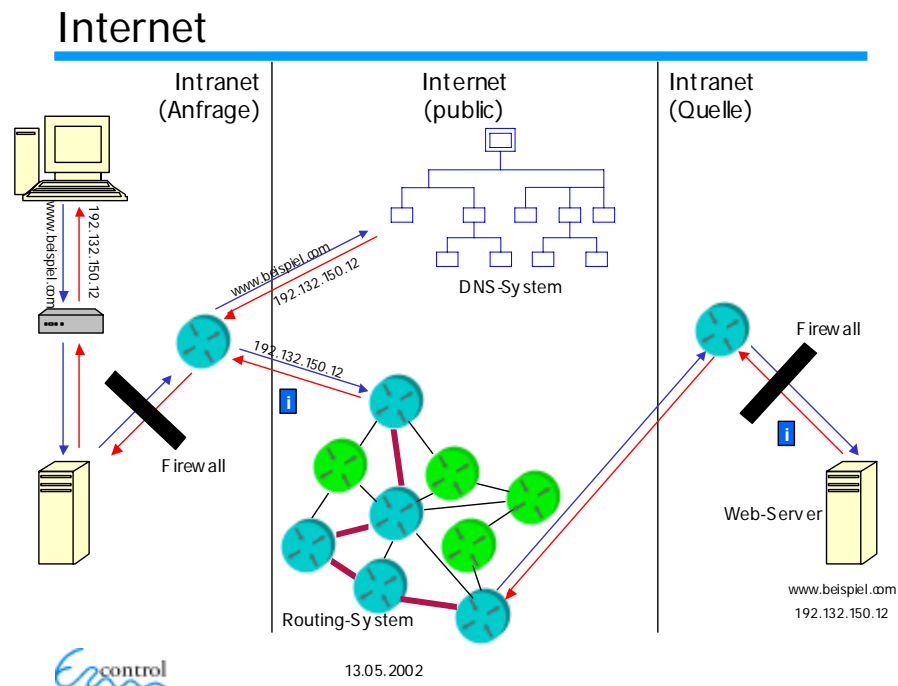 Internet
Intranet
(Anfrage)
Internet
(public)
Intranet
(Quelle)
www.beispiel.com
192.132.150.12
www.beispiel.com
192.132.150.12
DNS-System
192.132.150.12
i
Firewall
Firewall
i
Web-Server
www.beispiel.com
192.132.150.12
Routing-System
control
13.05.2002